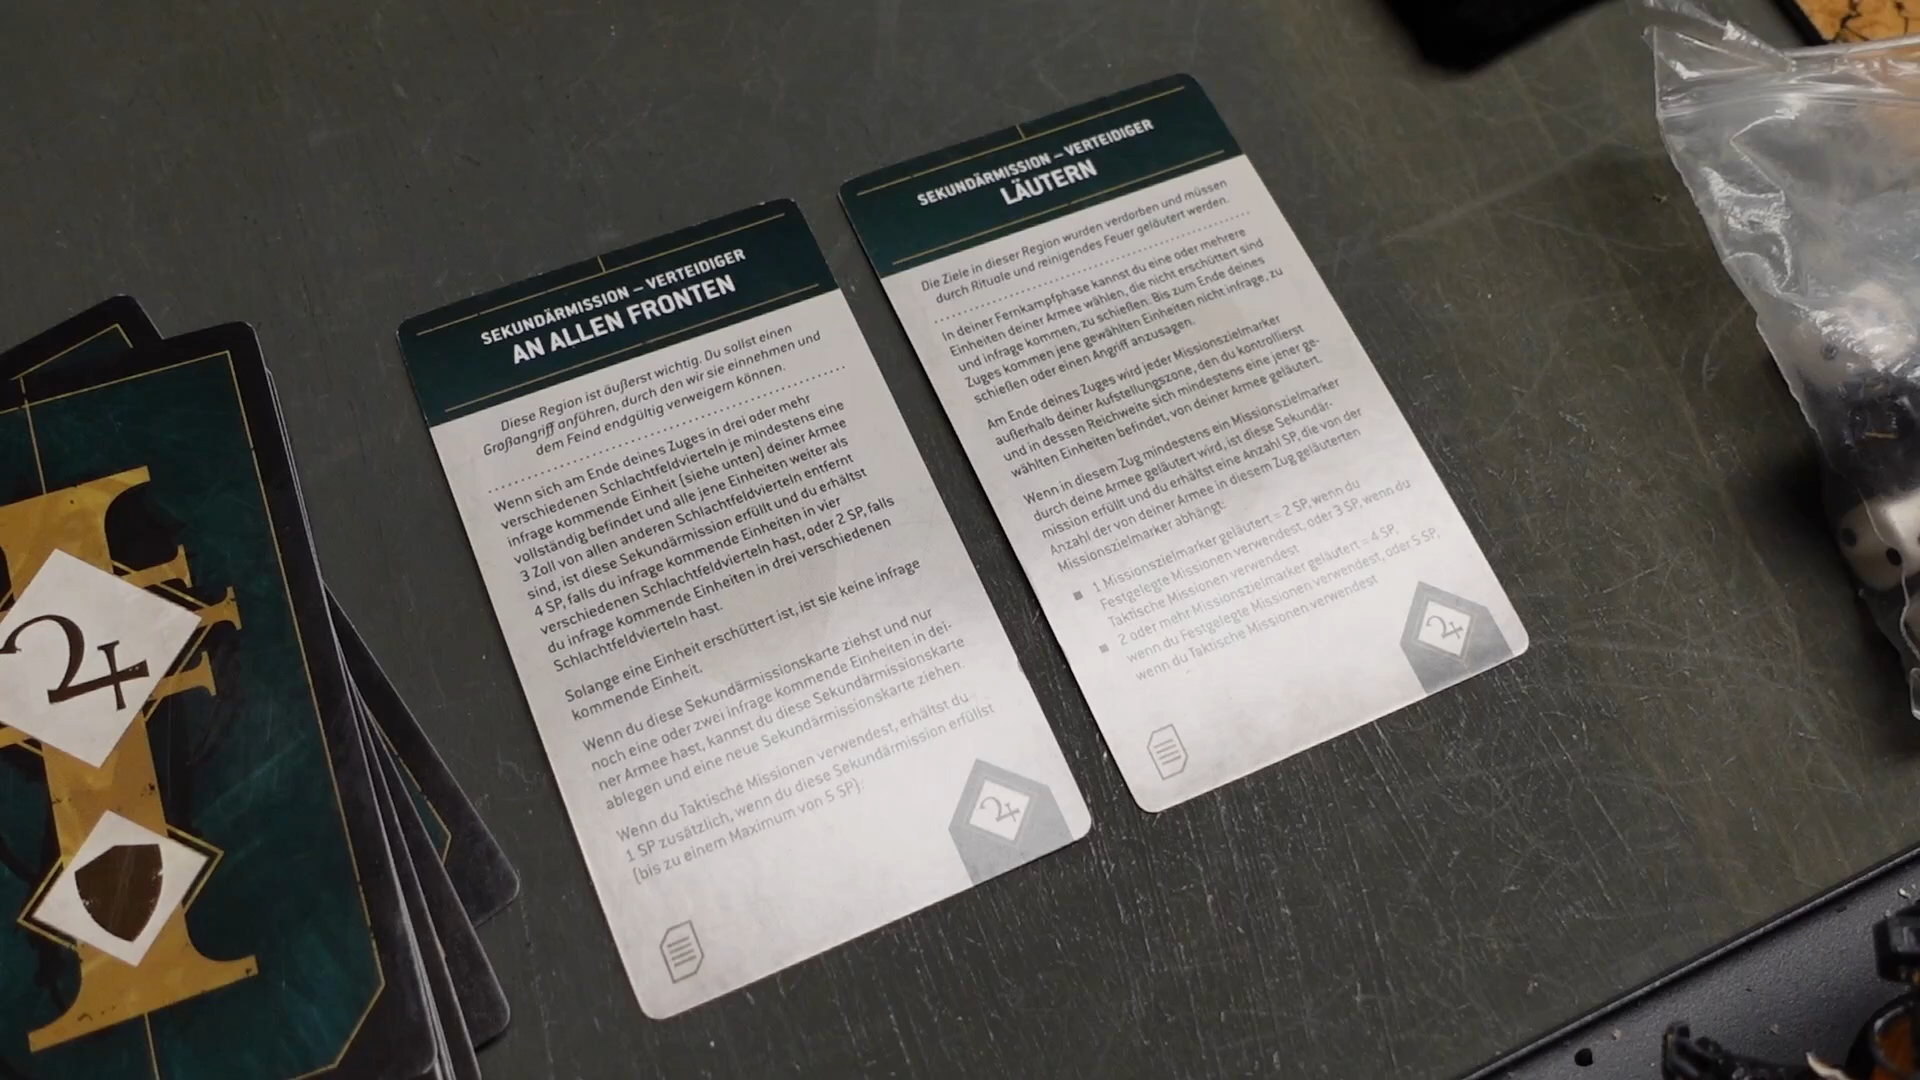 SEKUNDÄRMISSION – VERTEIDIGER
AN ALLEN FRONTEN
Diese Region ist äußerst wichtig. Du sollst einen
Großangriff anführen, durch den wir sie einnehmen und
dem Feind endgültig verweigern können.
Wenn sich am Ende deines Zuges in drei oder mehr
verschiedenen Schlachtfeldvierteln je mindestens eine
infrage kommende Einheit (siehe unten) deiner Armee
vollständig befindet und alle jene Einheiten weiter als
3 Zoll von allen anderen Schlachtfeldvierteln entfernt
sind, ist diese Sekundärmission erfüllt und du erhältst
4 SP, falls du infrage kommende Einheiten in vier
verschiedenen Schlachtfeldvierteln hast, oder 2 SP, falls
du infrage kommende Einheiten in drei verschiedenen
Schlachtfeldvierteln hast.
Solange eine Einheit erschüttert ist, ist sie keine infrage
kommende Einheit.
Wenn du diese Sekundärmissionskarte ziehst und nur
noch eine oder zwei infrage kommende Einheiten in dei-
ner Armee hast, kannst du diese Sekundärmissionskarte
ablegen und eine neue Sekundärmissionskarte ziehen.
Wenn du Taktische Missionen verwendest, erhältst du
1 SP zusätzlich, wenn du diese Sekundärmission erfüllst
(bis zu einem Maximum von 5 SP).
SEKUNDÄRMISSION – VERTEIDIGER
LÄUTERN
Die Ziele in dieser Region wurden verdorben und müssen
durch Rituale und reinigendes Feuer geläutert werden.
In deiner Fernkampfphase kannst du eine oder mehrere
Einheiten deiner Armee wählen, die nicht erschüttert sind
und infrage kommen, zu schießen. Bis zum Ende deines
Zuges kommen jene gewählten Einheiten nicht infrage, zu
schießen oder einen Angriff anzusagen.
Am Ende deines Zuges wird jeder Missionszielmarker
außerhalb deiner Aufstellungszone, den du kontrollierst
und in dessen Reichweite sich mindestens eine jener ge-
wählten Einheiten befindet, von deiner Armee geläutert.
Wenn in diesem Zug mindestens ein Missionszielmarker
durch deine Armee geläutert wird, ist diese Sekundär-
mission erfüllt und du erhältst eine Anzahl SP, die von der
Anzahl der von deiner Armee in diesem Zug geläuterten
Missionszielmarker abhängt:
■ 1 Missionszielmarker geläutert = 2 SP, wenn du
Festgelegte Missionen verwendest, oder 3 SP, wenn du
Taktische Missionen verwendest
■ 2 oder mehr Missionszielmarker geläutert = 4 SP,
wenn du Festgelegte Missionen verwendest, oder 5 SP,
wenn du Taktische Missionen verwendest